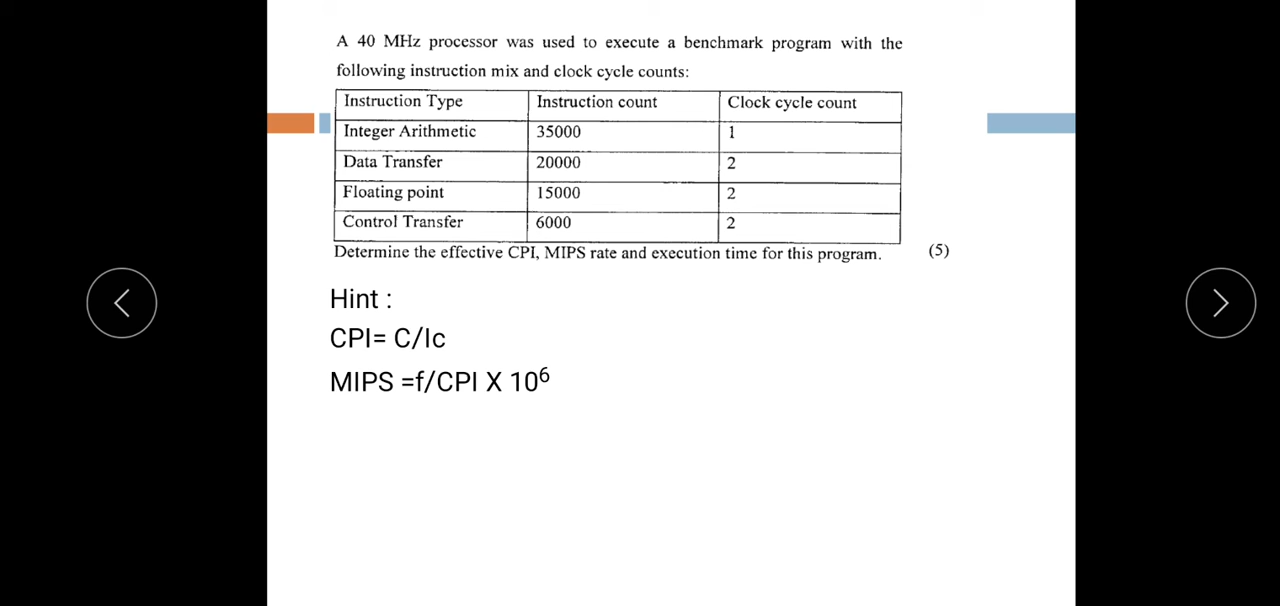 A 40 MHz processor was used to execute a benchmark program with the
following instruction mix and clock cycle counts:
Instruction Type Instruction count Clock cycle count
Integer Arithmetic 35000 1
Data Transfer 20000 2
Floating point 15000 2
Control Transfer 6000 2
Determine the effective CPI, MIPS rate and execution time for this program. (5)
Hint :
CPI= C/Ic
MIPS =f/CPI X 10⁶